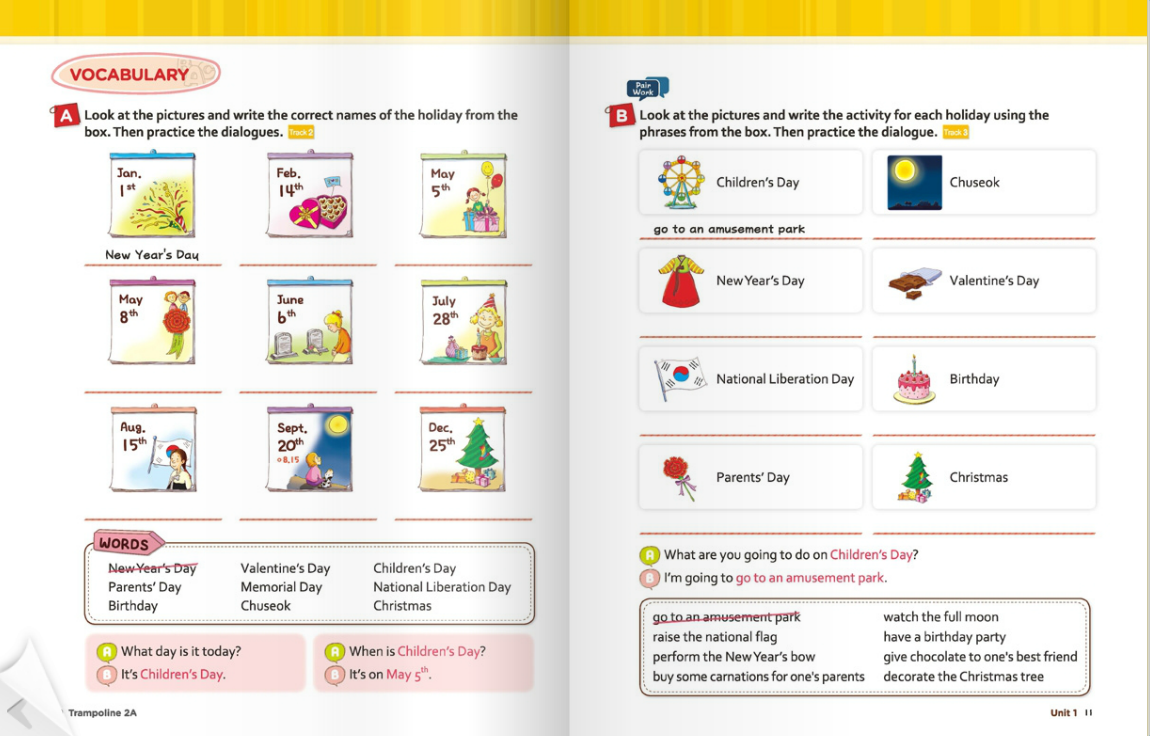 VOCABULARY
A Look at the pictures and write the correct names of the holiday from the
box. Then practice the dialogues. Track 2
Jan.
1st
Feb.
14th
May
5th
New Year's Day
May
8th
June
6th
July
28th
Aug.
15th
Sept.
20th
8.15
Dec.
25th
WORDS
New Year's Day Valentine's Day Children's Day
Parents' Day Memorial Day National Liberation Day
Birthday Chuseok Christmas
A What day is it today?
B It's Children's Day.
A When is Children's Day?
B It's on May 5th.
Trampoline 2A
Pair
Work
B Look at the pictures and write the activity for each holiday using the
phrases from the box. Then practice the dialogue. Track 3
Children's Day
Chuseok
go to an amusement park
New Year's Day
Valentine's Day
National Liberation Day
Birthday
Parents' Day
Christmas
A What are you going to do on Children's Day?
B I'm going to go to an amusement park.
go to an amusement park watch the full moon
raise the national flag have a birthday party
perform the New Year's bow give chocolate to one's best friend
buy some carnations for one's parents decorate the Christmas tree
Unit 1 11